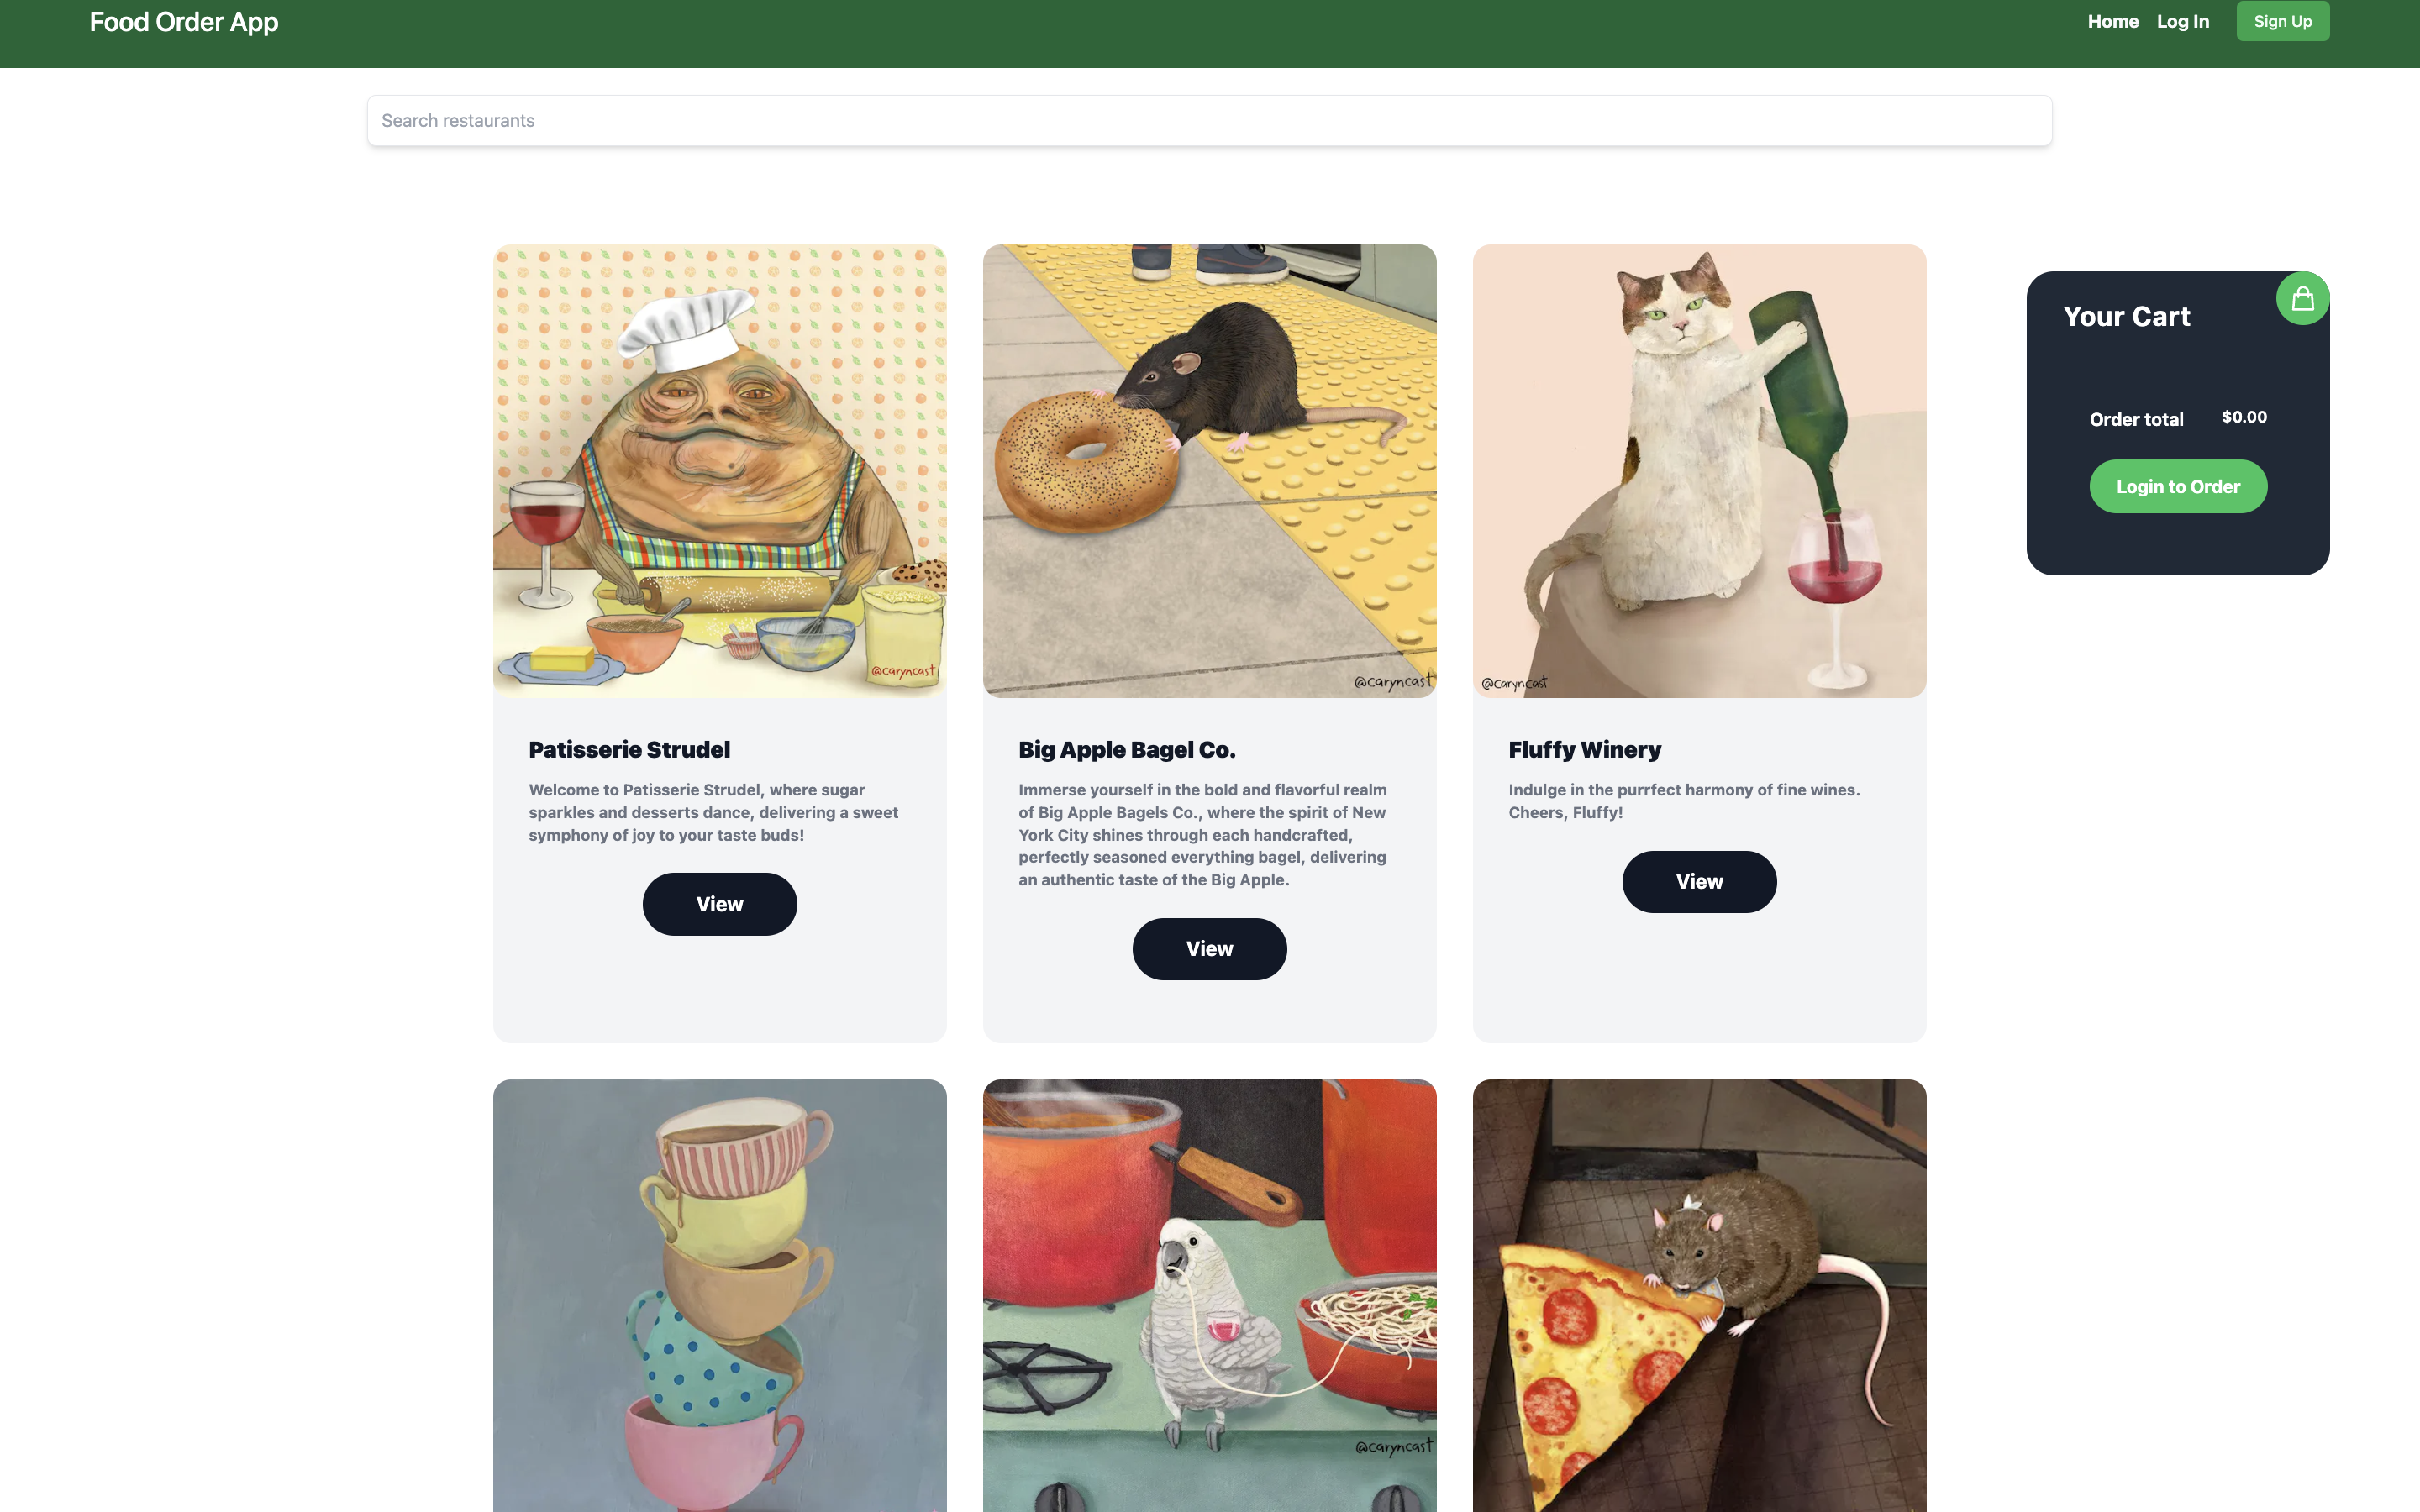 Food Order App
Home Log In Sign Up
Search restaurants
Your Cart
Order total $0.00
Login to Order
@caryncast
@caryncast
@caryncast
Patisserie Strudel
Welcome to Patisserie Strudel, where sugar
sparkles and desserts dance, delivering a sweet
symphony of joy to your taste buds!
View
Big Apple Bagel Co.
Immerse yourself in the bold and flavorful realm
of Big Apple Bagels Co., where the spirit of New
York City shines through each handcrafted,
perfectly seasoned everything bagel, delivering
an authentic taste of the Big Apple.
View
Fluffy Winery
Indulge in the purrfect harmony of fine wines.
Cheers, Fluffy!
View
@caryncast